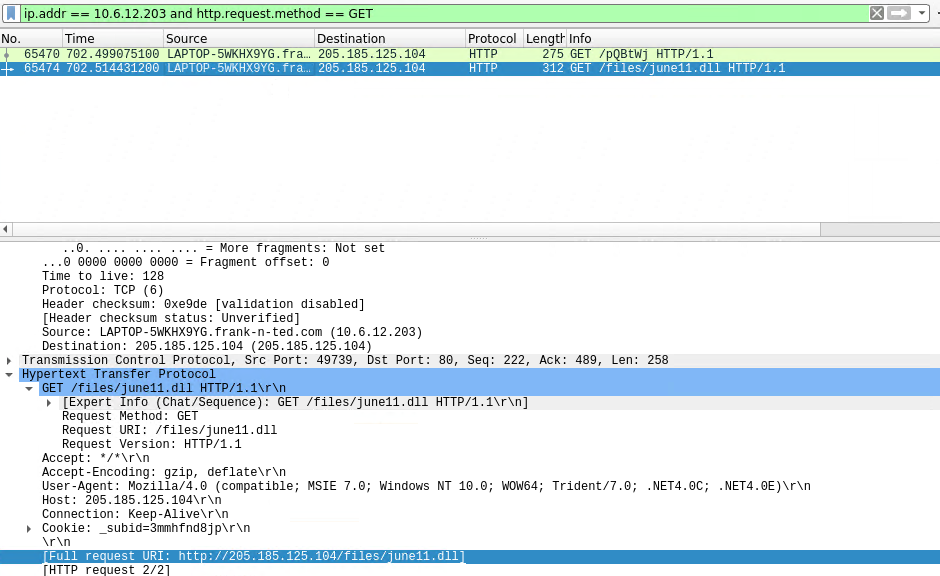 ip.addr == 10.6.12.203 and http.request.method == GET
No. Time Source Destination Protocol Length Info
65470 702.499075100 LAPTOP-5WKHX9YG.fra… 205.185.125.104 HTTP 275 GET /pQBtWj HTTP/1.1
65474 702.514431200 LAPTOP-5WKHX9YG.fra… 205.185.125.104 HTTP 312 GET /files/june11.dll HTTP/1.1
..0. .... .... .... = More fragments: Not set
...0 0000 0000 0000 = Fragment offset: 0
Time to live: 128
Protocol: TCP (6)
Header checksum: 0xe9de [validation disabled]
[Header checksum status: Unverified]
Source: LAPTOP-5WKHX9YG.frank-n-ted.com (10.6.12.203)
Destination: 205.185.125.104 (205.185.125.104)
Transmission Control Protocol, Src Port: 49739, Dst Port: 80, Seq: 222, Ack: 489, Len: 258
Hypertext Transfer Protocol
GET /files/june11.dll HTTP/1.1\r\n
[Expert Info (Chat/Sequence): GET /files/june11.dll HTTP/1.1\r\n]
Request Method: GET
Request URI: /files/june11.dll
Request Version: HTTP/1.1
Accept: */*\r\n
Accept-Encoding: gzip, deflate\r\n
User-Agent: Mozilla/4.0 (compatible; MSIE 7.0; Windows NT 10.0; WOW64; Trident/7.0; .NET4.0C; .NET4.0E)\r\n
Host: 205.185.125.104\r\n
Connection: Keep-Alive\r\n
Cookie: _subid=3mmhfnd8jp\r\n
\r\n
[Full request URI: http://205.185.125.104/files/june11.dll]
[HTTP request 2/2]